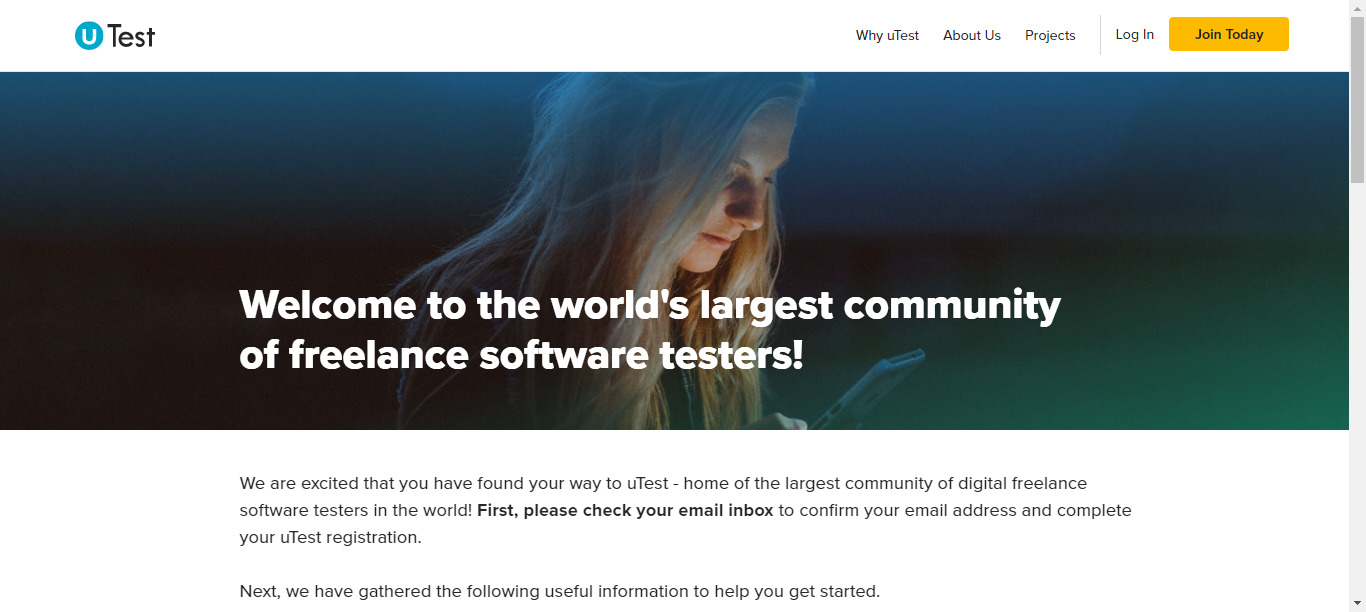 uTest
Why uTest
About Us
Projects
Log In
Join Today
Welcome to the world's largest community
of freelance software testers!
We are excited that you have found your way to uTest - home of the largest community of digital freelance
software testers in the world! First, please check your email inbox to confirm your email address and complete
your uTest registration.
Next, we have gathered the following useful information to help you get started.